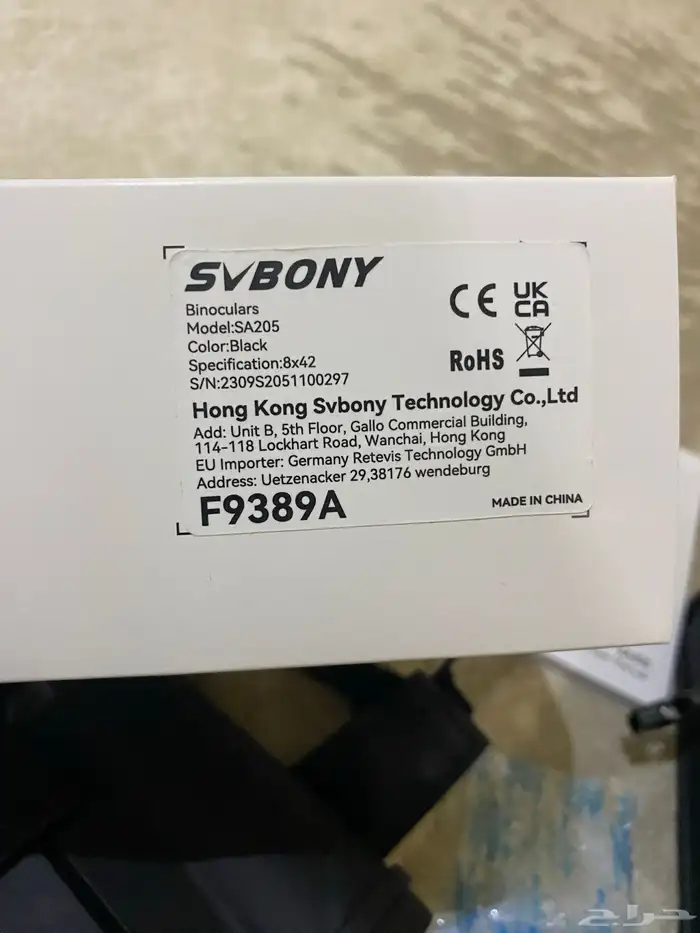 SVBONY
Binoculars
Model:SA205
Color:Black
Specification:8x42
S/N:2309S2051100297
CE UK CA
RoHS
Hong Kong Svbony Technology Co.,Ltd
Add: Unit B, 5th Floor, Gallo Commercial Building,
114-118 Lockhart Road, Wanchai, Hong Kong
EU Importer: Germany Retevis Technology GmbH
Address: Uetzenacker 29,38176 wendeburg
F9389A
MADE IN CHINA
حراج